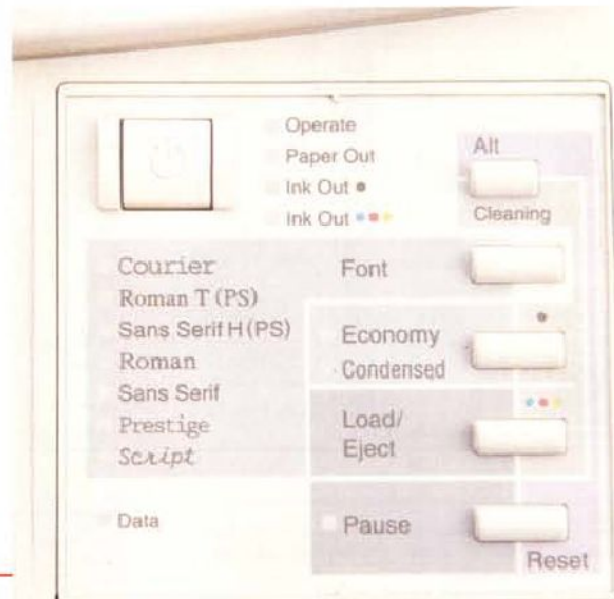 Operate
Paper Out
Ink Out
Ink Out
Alt
Cleaning
Courier
Roman T (PS)
Sans Serif H (PS)
Roman
Sans Serif
Prestige
Script
Font
Economy
Condensed
Load/
Eject
Data
Pause
Reset